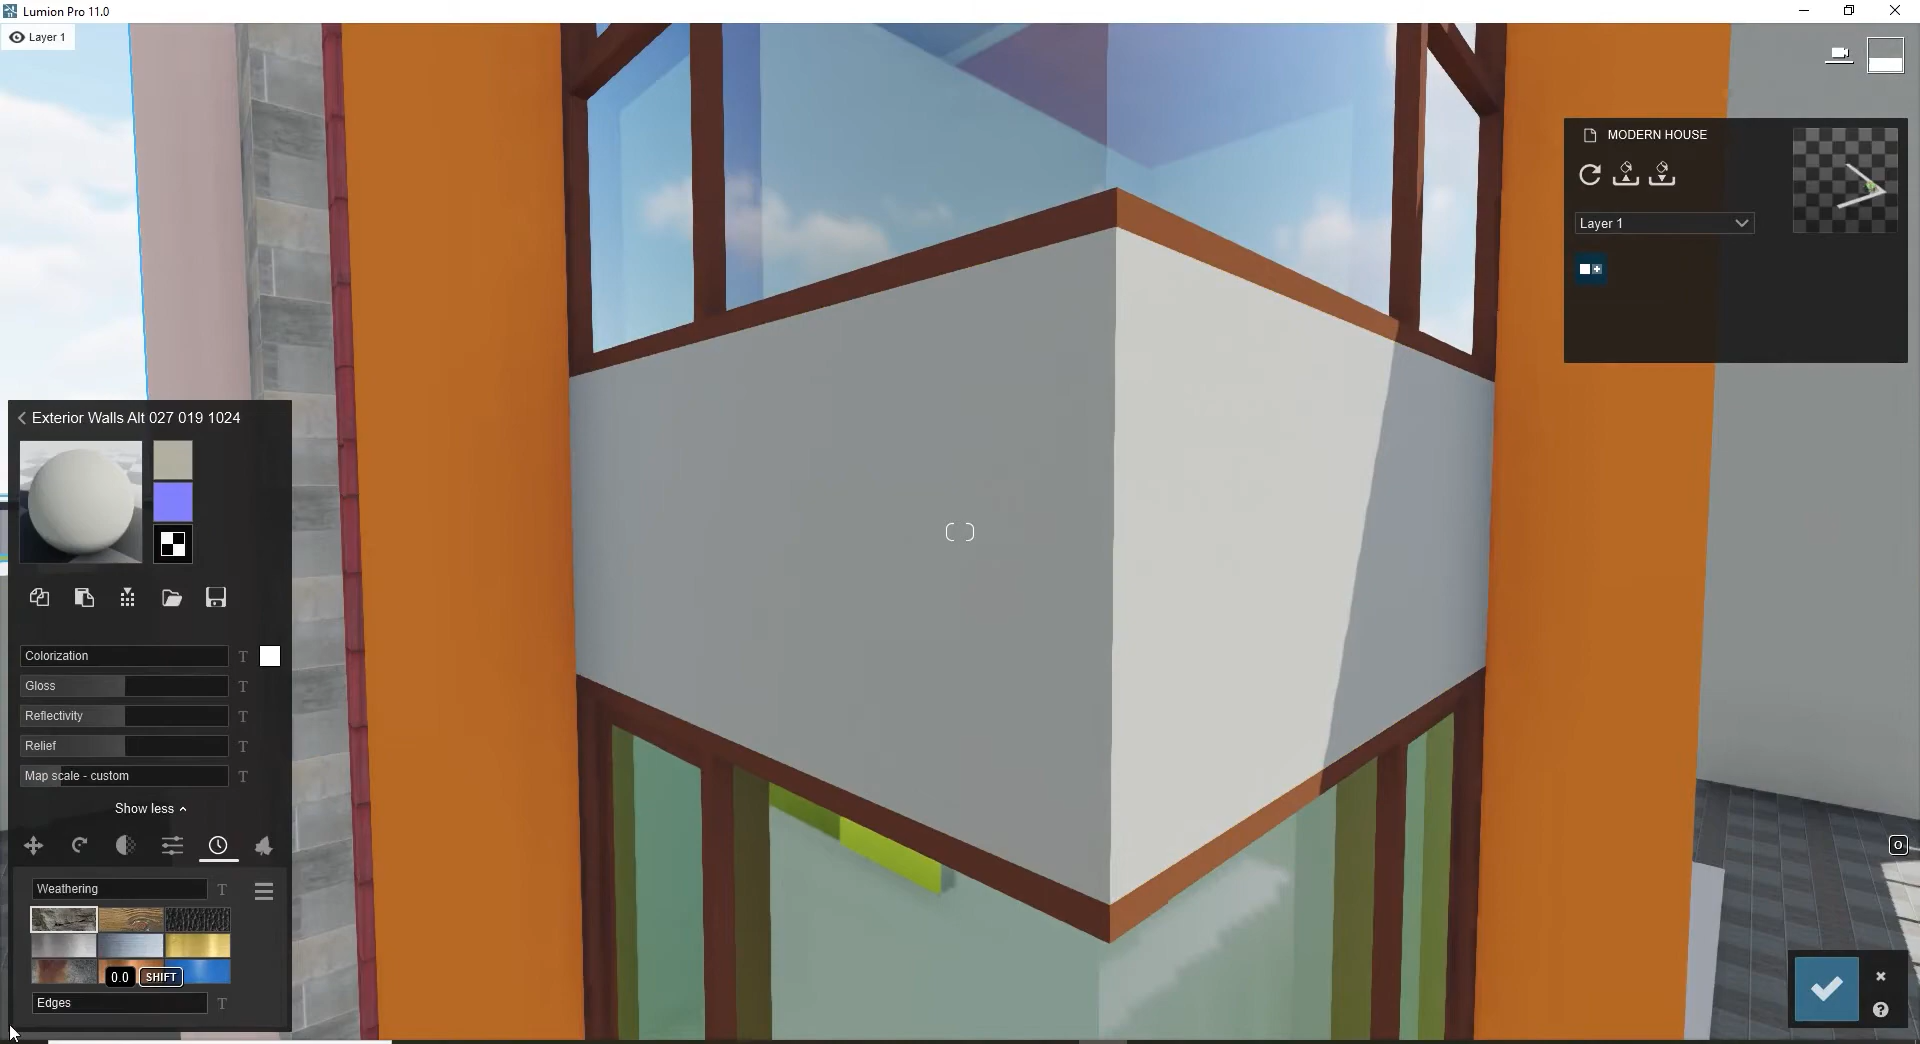 Lumion Pro 11.0
Layer 1
MODERN HOUSE
Layer 1
Exterior Walls Alt 027 019 1024
Colorization T
Gloss T
Reflectivity T
Relief T
Map scale - custom T
Show less
O
Weathering T
0.0 SHIFT
Edges T
?